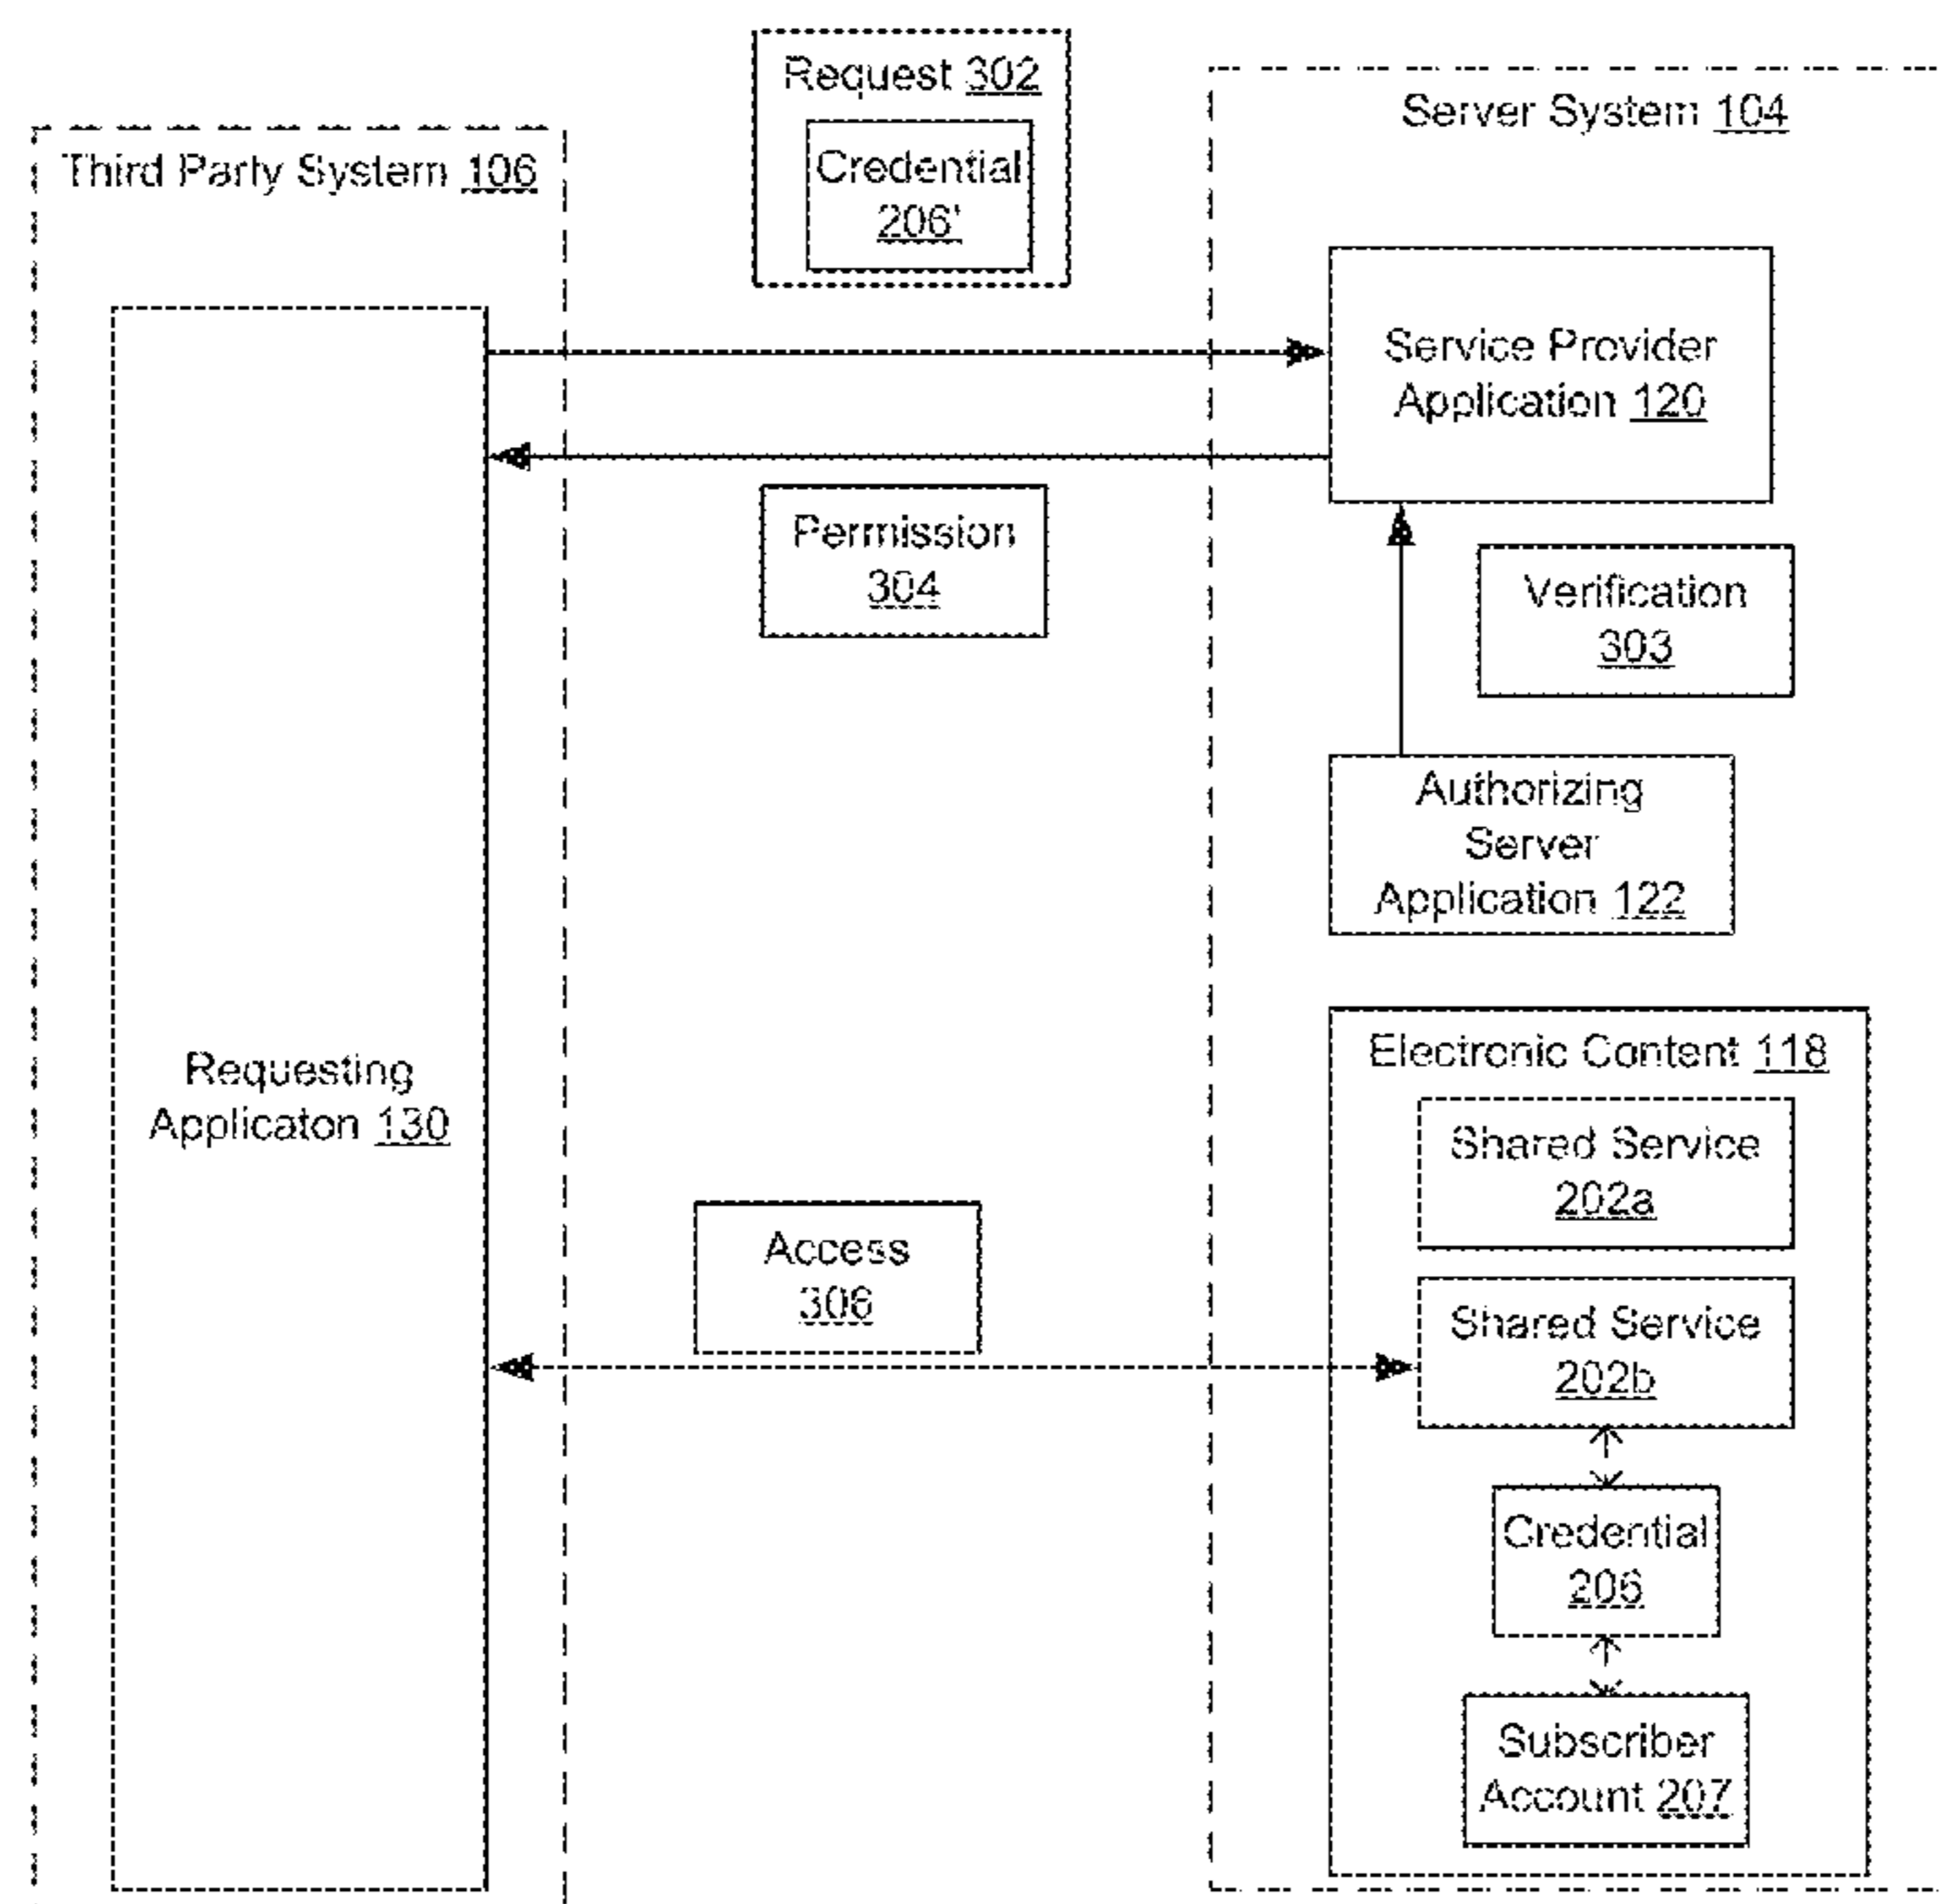 Request 302
Credential
206'
Server System 104
Third Party System 106
Service Provider
Application 120
Permission
304
Verification
303
Authorizing
Server
Application 122
Requesting
Applicaton 130
Electronic Content 118
Shared Service
202a
Access
306
Shared Service
202b
Credential
206
Subscriber
Account 207